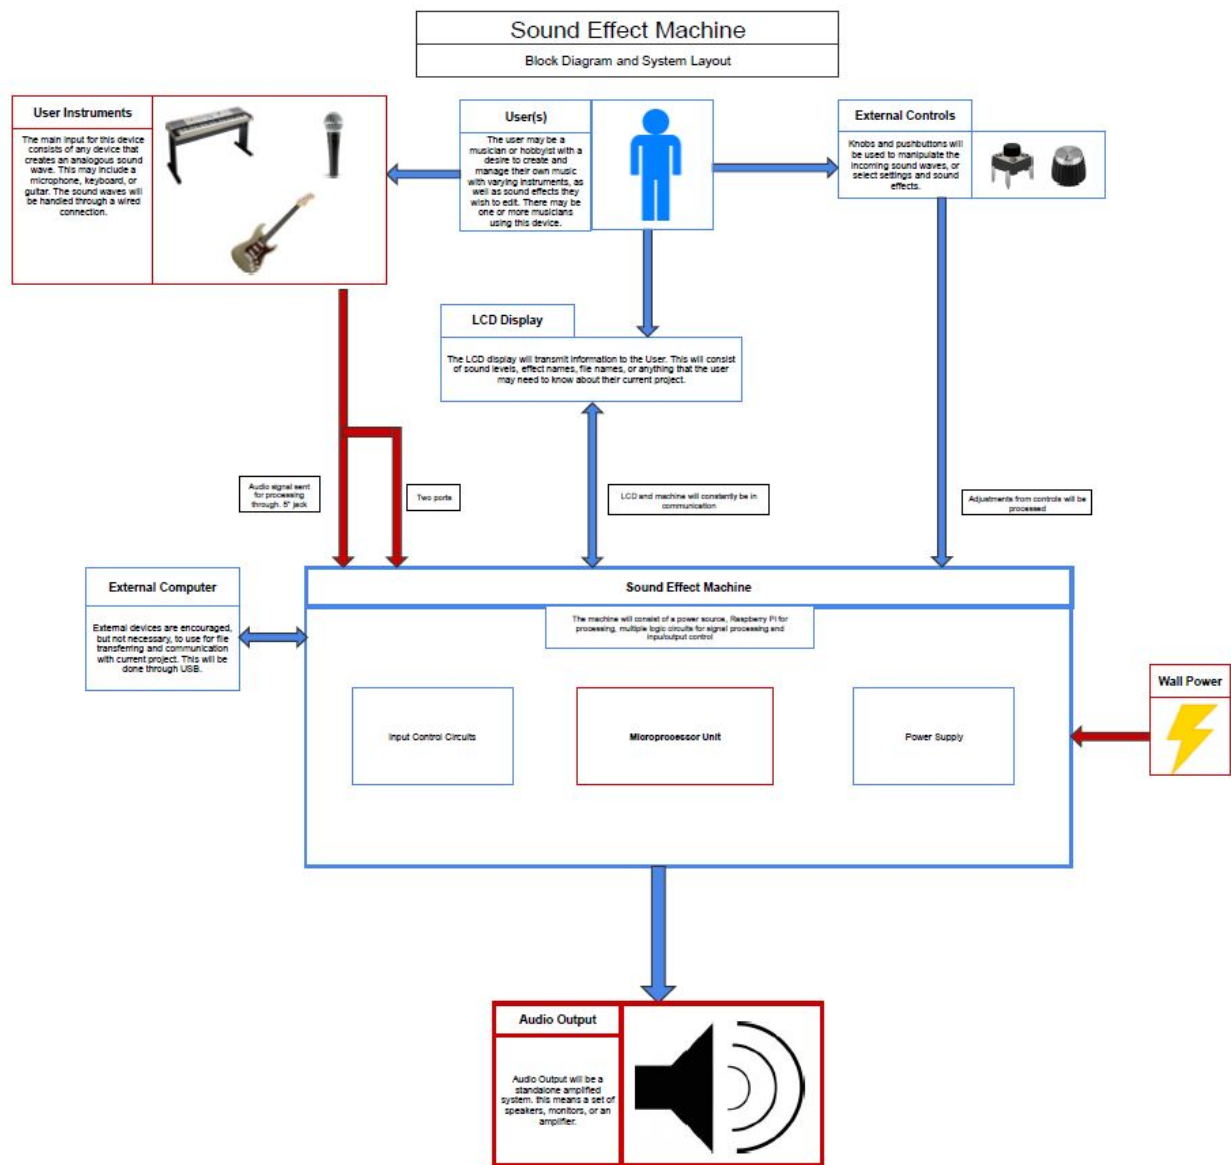 Sound Effect Machine
Block Diagram and System Layout
User Instruments
The main input for this device
consists of any device that
creates an analogous sound
wave. This may include a
microphone, keyboard, or
guitar. The sound waves will
be handled through a wired
connection.
User(s)
The user may be a
musician or hobbyist with a
desire to create and
manage their own music
with varying instruments, as
well as sound effects they
wish to edit. There may be
one or more musicians
using this device.
External Controls
Knobs and pushbuttons will
be used to manipulate the
incoming sound waves, or
select settings and sound
effects.
LCD Display
The LCD display will transmit information to the User. This will consist
of sound levels, effect names, file names, or anything that the user
may need to know about their current project.
Audio signal sent
for processing
through. 5" jack
Two ports
LCD and machine will constantly be in
communication
Adjustments from controls will be
processed
External Computer
External devices are encouraged,
but not necessary, to use for file
transferring and communication
with current project. This will be
done through USB.
Sound Effect Machine
The machine will consist of a power source, Raspberry Pi for
processing, multiple logic circuits for signal processing and
input/output control
Input Control Circuits
Microprocessor Unit
Power Supply
Wall Power
Audio Output
Audio Output will be a
standalone amplified
system. this means a set of
speakers, monitors, or an
amplifier.